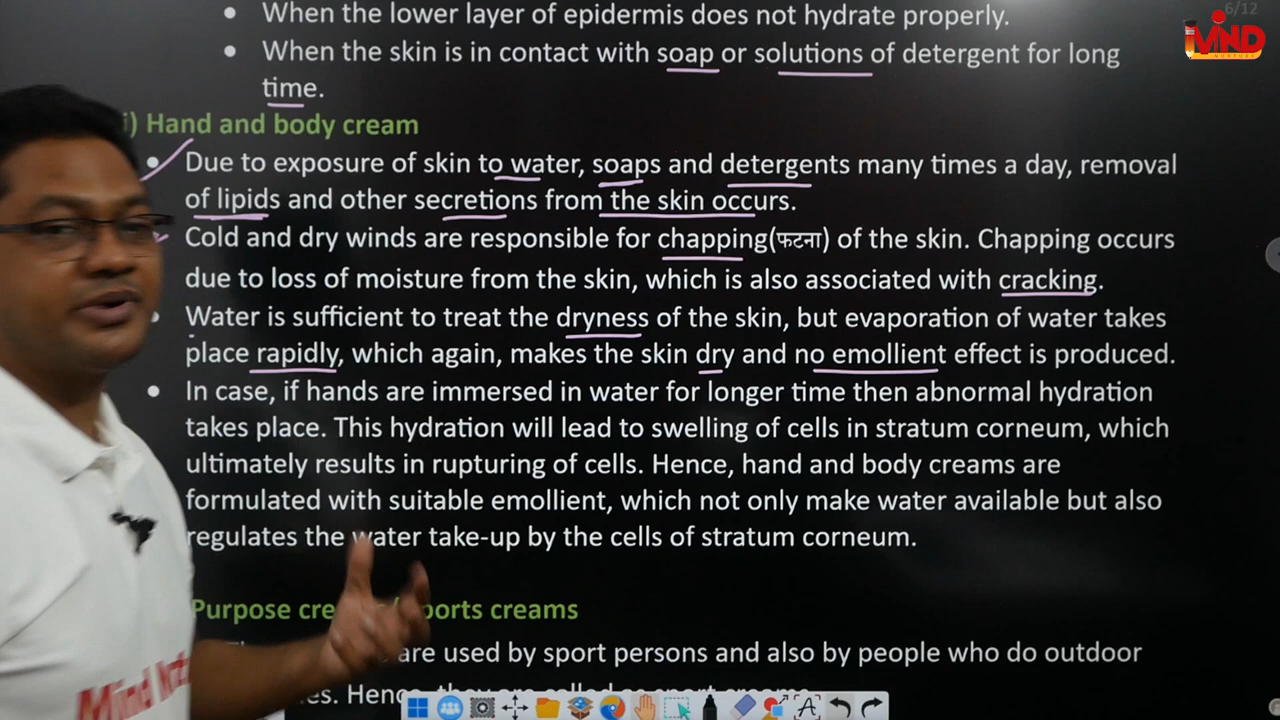 When the lower layer of epidermis does not hydrate properly.
6/12
When the skin is in contact with soap or solutions of detergent for long
time.
MIND
i) Hand and body cream
Due to exposure of skin to water, soaps and detergents many times a day, removal
of lipids and other secretions from the skin occurs.
Cold and dry winds are responsible for chapping(फटना) of the skin. Chapping occurs
due to loss of moisture from the skin, which is also associated with cracking.
Water is sufficient to treat the dryness of the skin, but evaporation of water takes
place rapidly, which again, makes the skin dry and no emollient effect is produced.
In case, if hands are immersed in water for longer time then abnormal hydration
takes place. This hydration will lead to swelling of cells in stratum corneum, which
ultimately results in rupturing of cells. Hence, hand and body creams are
formulated with suitable emollient, which not only make water available but also
regulates the water take-up by the cells of stratum corneum.
Purpose creams
are used by sport persons and also by people who do outdoor
Mind